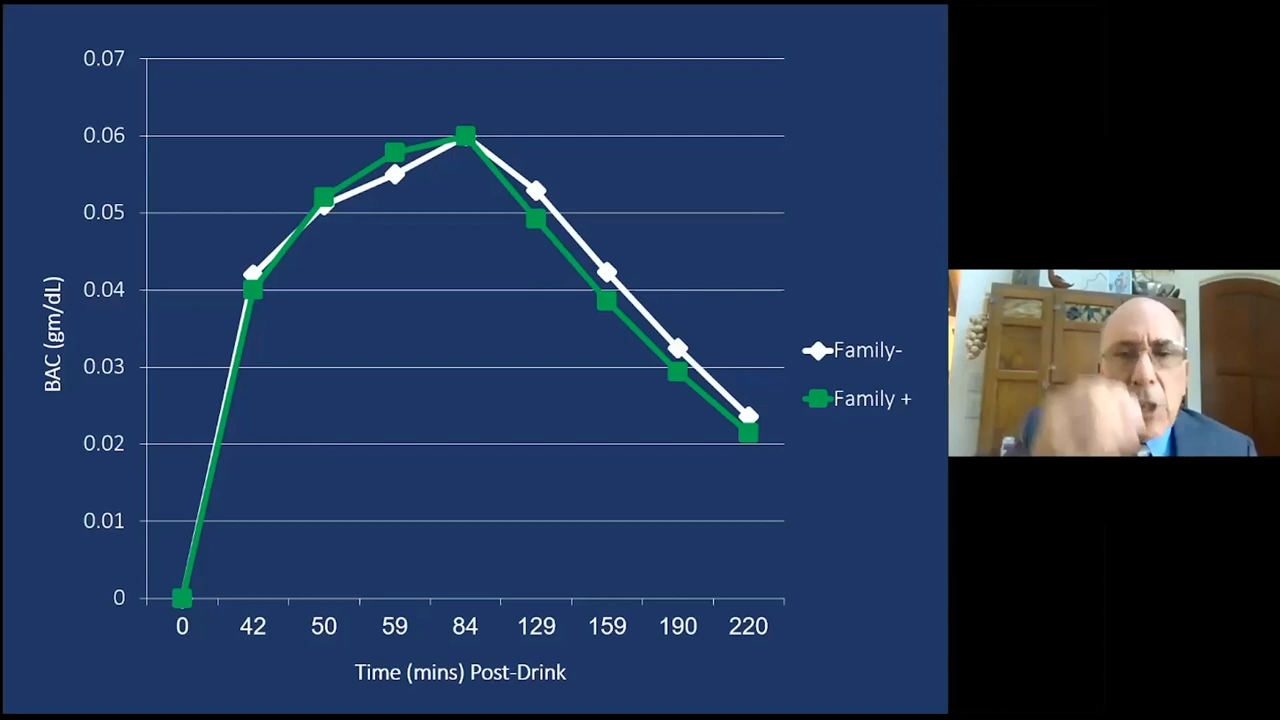 0.07
0.06
0.05
0.04
0.03
0.02
0.01
0
BAC (gm/dL)
0 42 50 59 84 129 159 190 220
Time (mins) Post-Drink
Family-
Family +